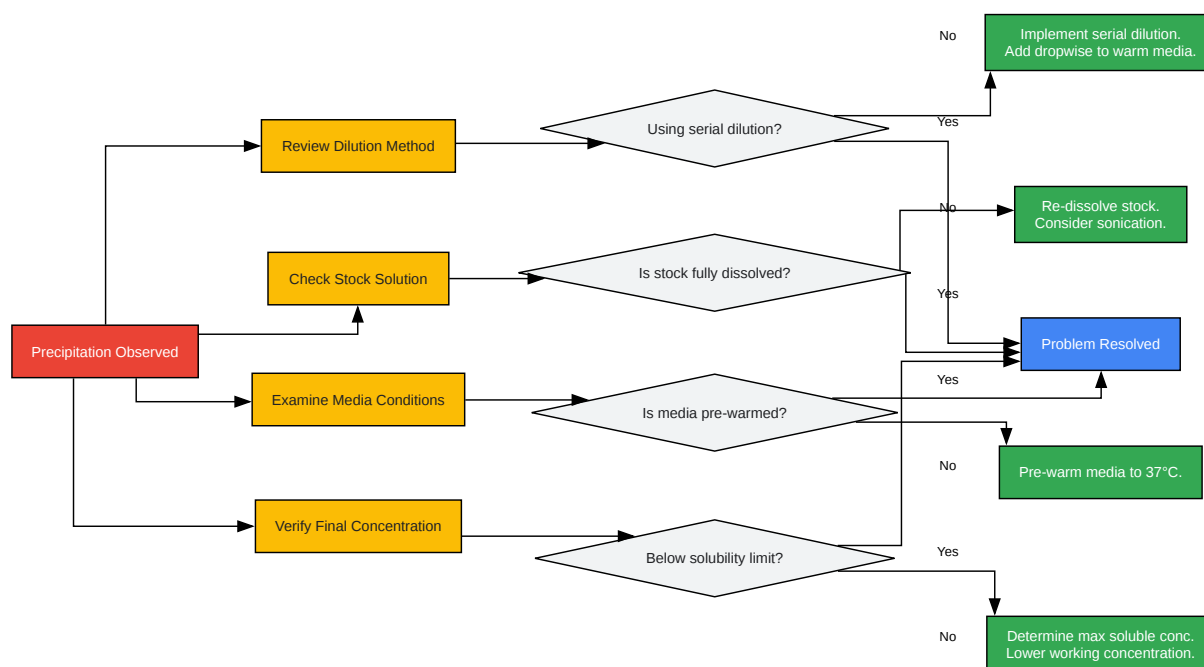 No
Implement serial dilution.
Add dropwise to warm media.
Review Dilution Method
Using serial dilution?
Yes
No
Re-dissolve stock.
Consider sonication.
Check Stock Solution
Is stock fully dissolved?
Yes
Precipitation Observed
Problem Resolved
Examine Media Conditions
Is media pre-warmed?
Yes
No
Pre-warm media to 37°C.
Verify Final Concentration
Below solubility limit?
Yes
No
Determine max soluble conc.
Lower working concentration.